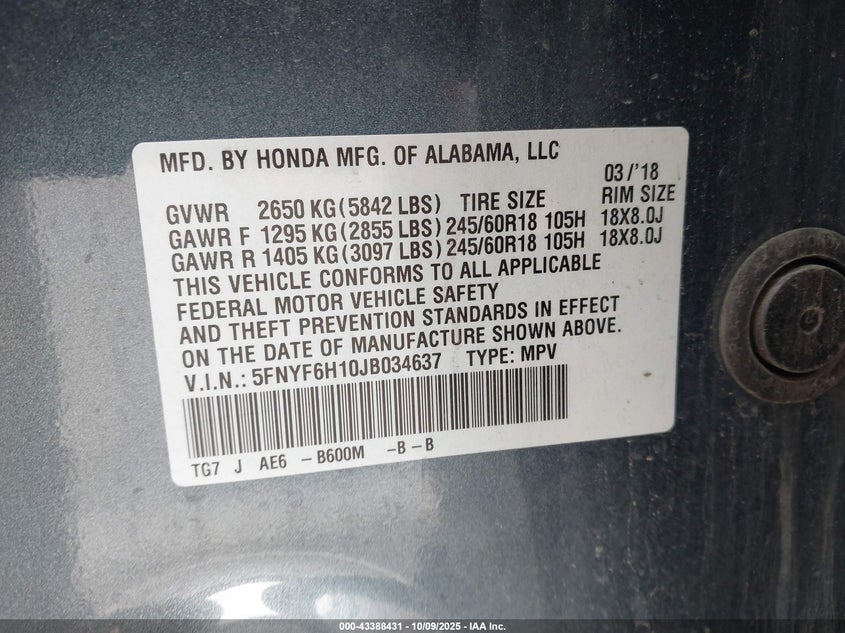 MFD. BY HONDA MFG. OF ALABAMA, LLC
03/'18
GVWR 2650 KG(5842 LBS) TIRE SIZE RIM SIZE
GAWR F 1295 KG(2855 LBS) 245/60R18 105H 18X8.0J
GAWR R 1405 KG(3097 LBS) 245/60R18 105H 18X8.0J
THIS VEHICLE CONFORMS TO ALL APPLICABLE
FEDERAL MOTOR VEHICLE SAFETY
AND THEFT PREVENTION STANDARDS IN EFFECT
ON THE DATE OF MANUFACTURE SHOWN ABOVE.
V.I.N.: 5FNYF6H10JB034637 TYPE: MPV
TG7 J AE6 -B600M -B-B
000-43388431 - 10/09/2025 - IAA Inc.